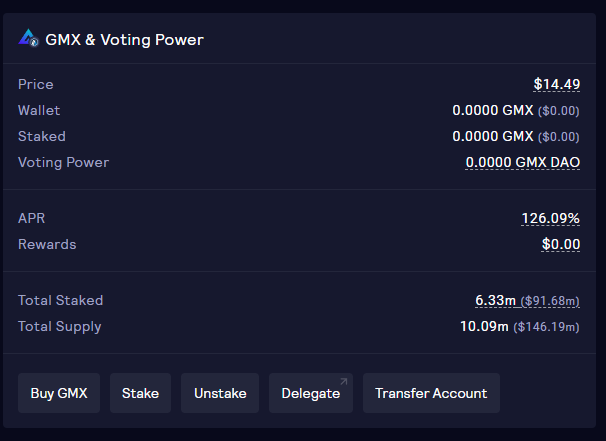 GMX & Voting Power
Price $14.49
Wallet 0.0000 GMX ($0.00)
Staked 0.0000 GMX ($0.00)
Voting Power 0.0000 GMX DAO
APR 126.09%
Rewards $0.00
Total Staked 6.33m ($91.68m)
Total Supply 10.09m ($146.19m)
Buy GMX Stake Unstake Delegate Transfer Account